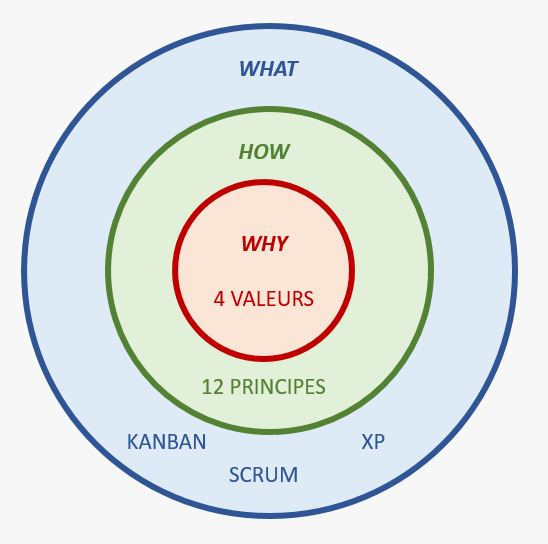 WHAT
HOW
WHY
4 VALEURS
12 PRINCIPES
KANBAN
XP
SCRUM